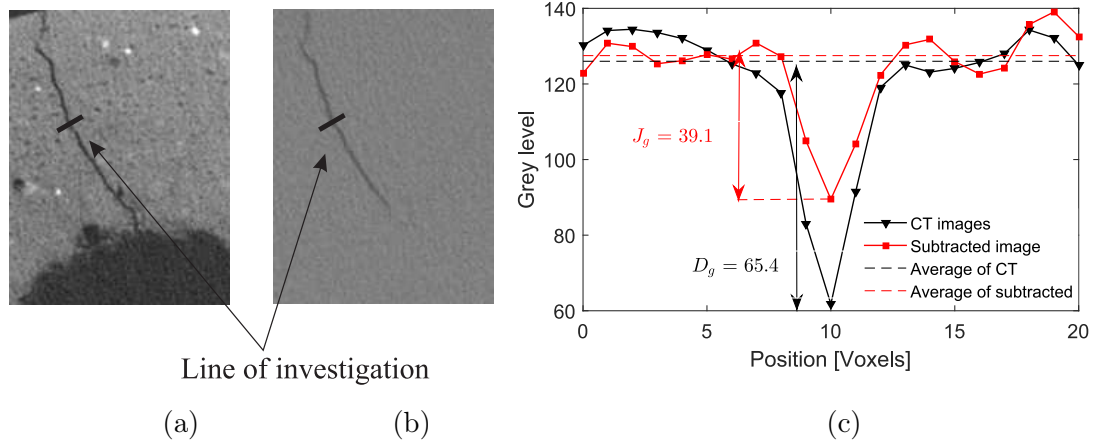 Line of investigation
(a)
(b)
Grey level
140
120
100
80
60
J_g = 39.1
D_g = 65.4
CT images
Subtracted image
Average of CT
Average of subtracted
0
5
10
15
20
Position [Voxels]
(c)